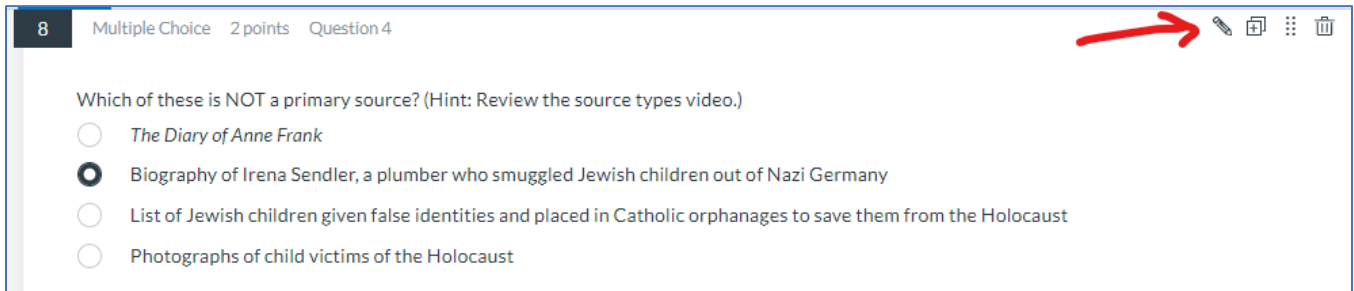 8 Multiple Choice 2 points Question 4
Which of these is NOT a primary source? (Hint: Review the source types video.)
The Diary of Anne Frank
Biography of Irena Sendler, a plumber who smuggled Jewish children out of Nazi Germany
List of Jewish children given false identities and placed in Catholic orphanages to save them from the Holocaust
Photographs of child victims of the Holocaust